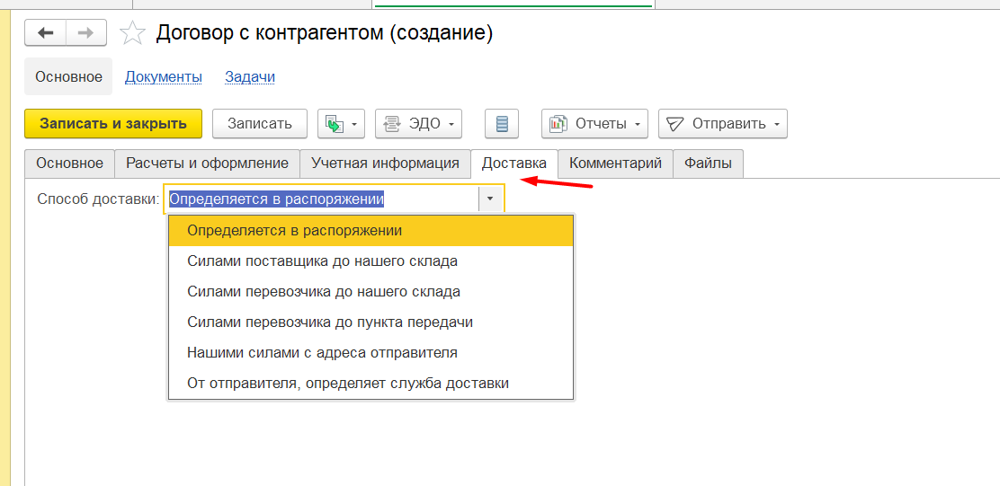 Договор с контрагентом (создание)
Основное Документы Задачи
Записать и закрыть Записать ЭДО Отчеты Отправить
Основное Расчеты и оформление Учетная информация Доставка Комментарий Файлы
Способ доставки: Определяется в распоряжении
Определяется в распоряжении
Силами поставщика до нашего склада
Силами перевозчика до нашего склада
Силами перевозчика до пункта передачи
Нашими силами с адреса отправителя
От отправителя, определяет служба доставки